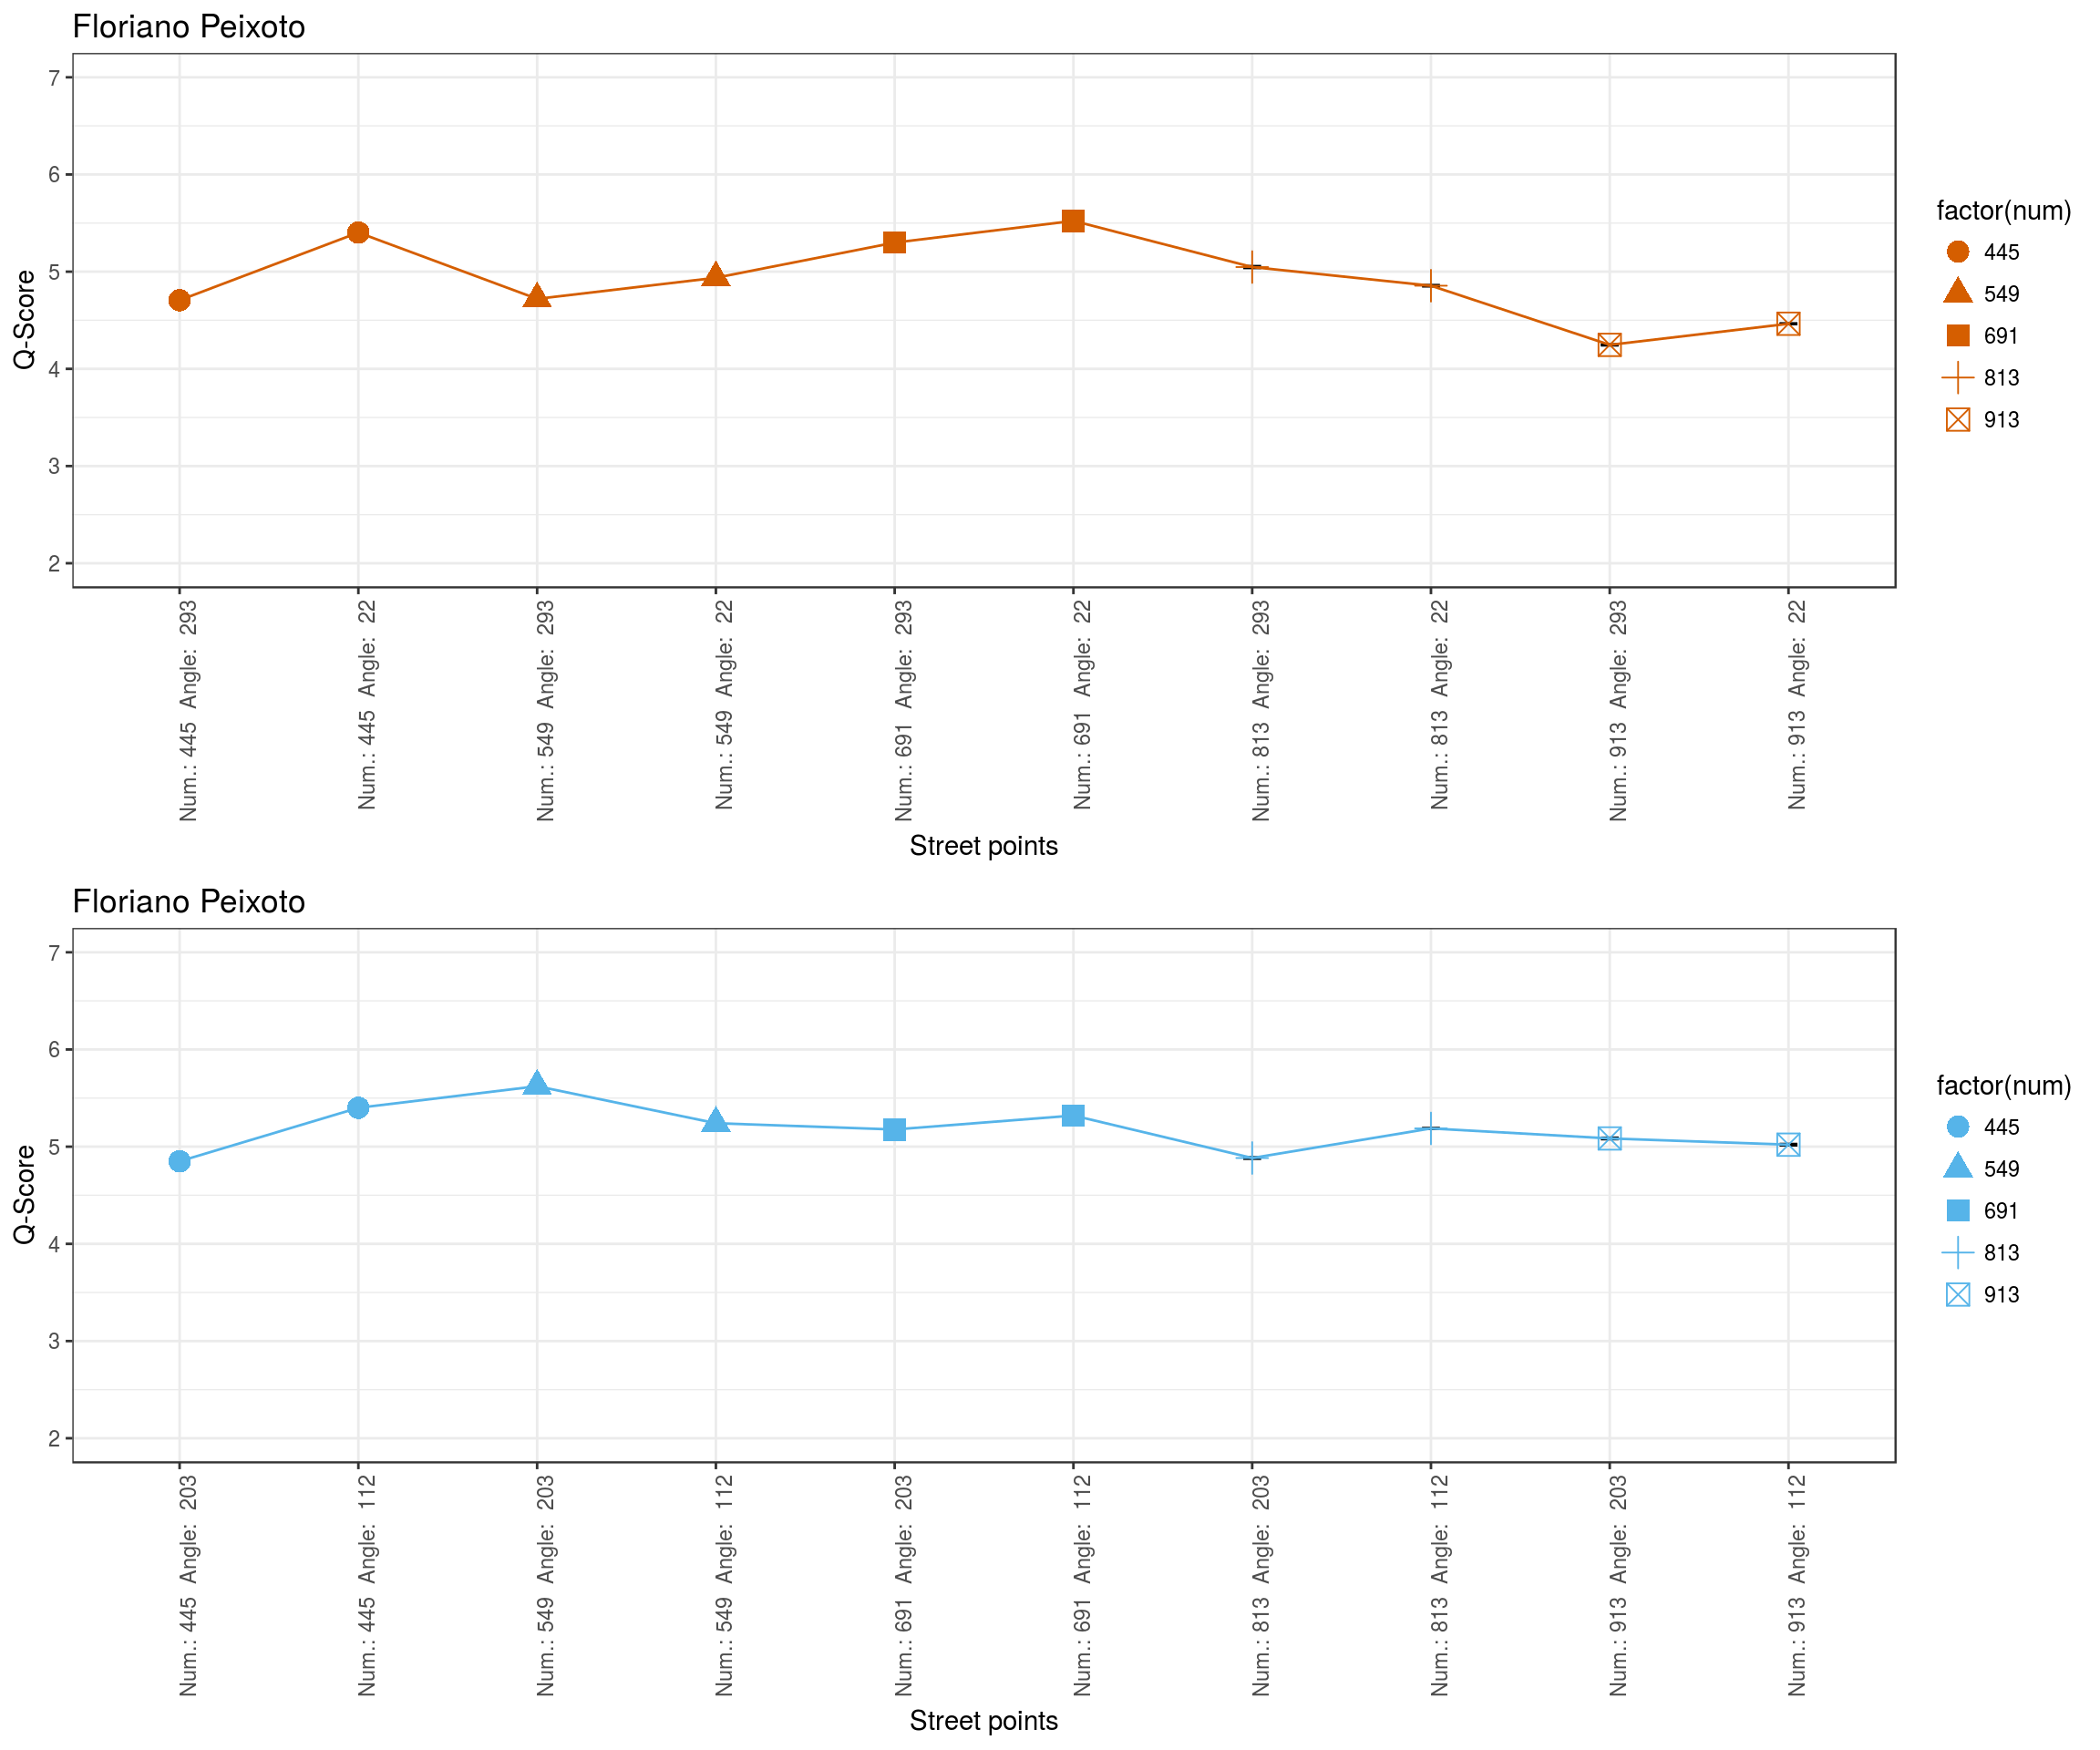 Floriano Peixoto
Q-Score
7
6
5
4
3
2
Num.: 445 Angle: 293
Num.: 445 Angle: 22
Num.: 549 Angle: 293
Num.: 549 Angle: 22
Num.: 691 Angle: 293
Num.: 691 Angle: 22
Num.: 813 Angle: 293
Num.: 813 Angle: 22
Num.: 913 Angle: 293
Num.: 913 Angle: 22
Street points
factor(num)
445
549
691
813
913
Floriano Peixoto
Q-Score
7
6
5
4
3
2
Num.: 445 Angle: 203
Num.: 445 Angle: 112
Num.: 549 Angle: 203
Num.: 549 Angle: 112
Num.: 691 Angle: 203
Num.: 691 Angle: 112
Num.: 813 Angle: 203
Num.: 813 Angle: 112
Num.: 913 Angle: 203
Num.: 913 Angle: 112
Street points
factor(num)
445
549
691
813
913